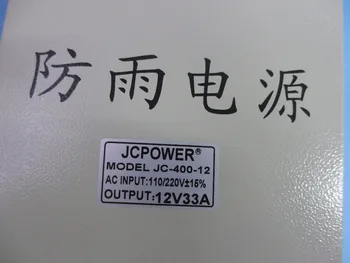 防雨电源
JCPOWER®
MODEL JC-400-12
AC INPUT:110/220V±15%
OUTPUT:12V33A